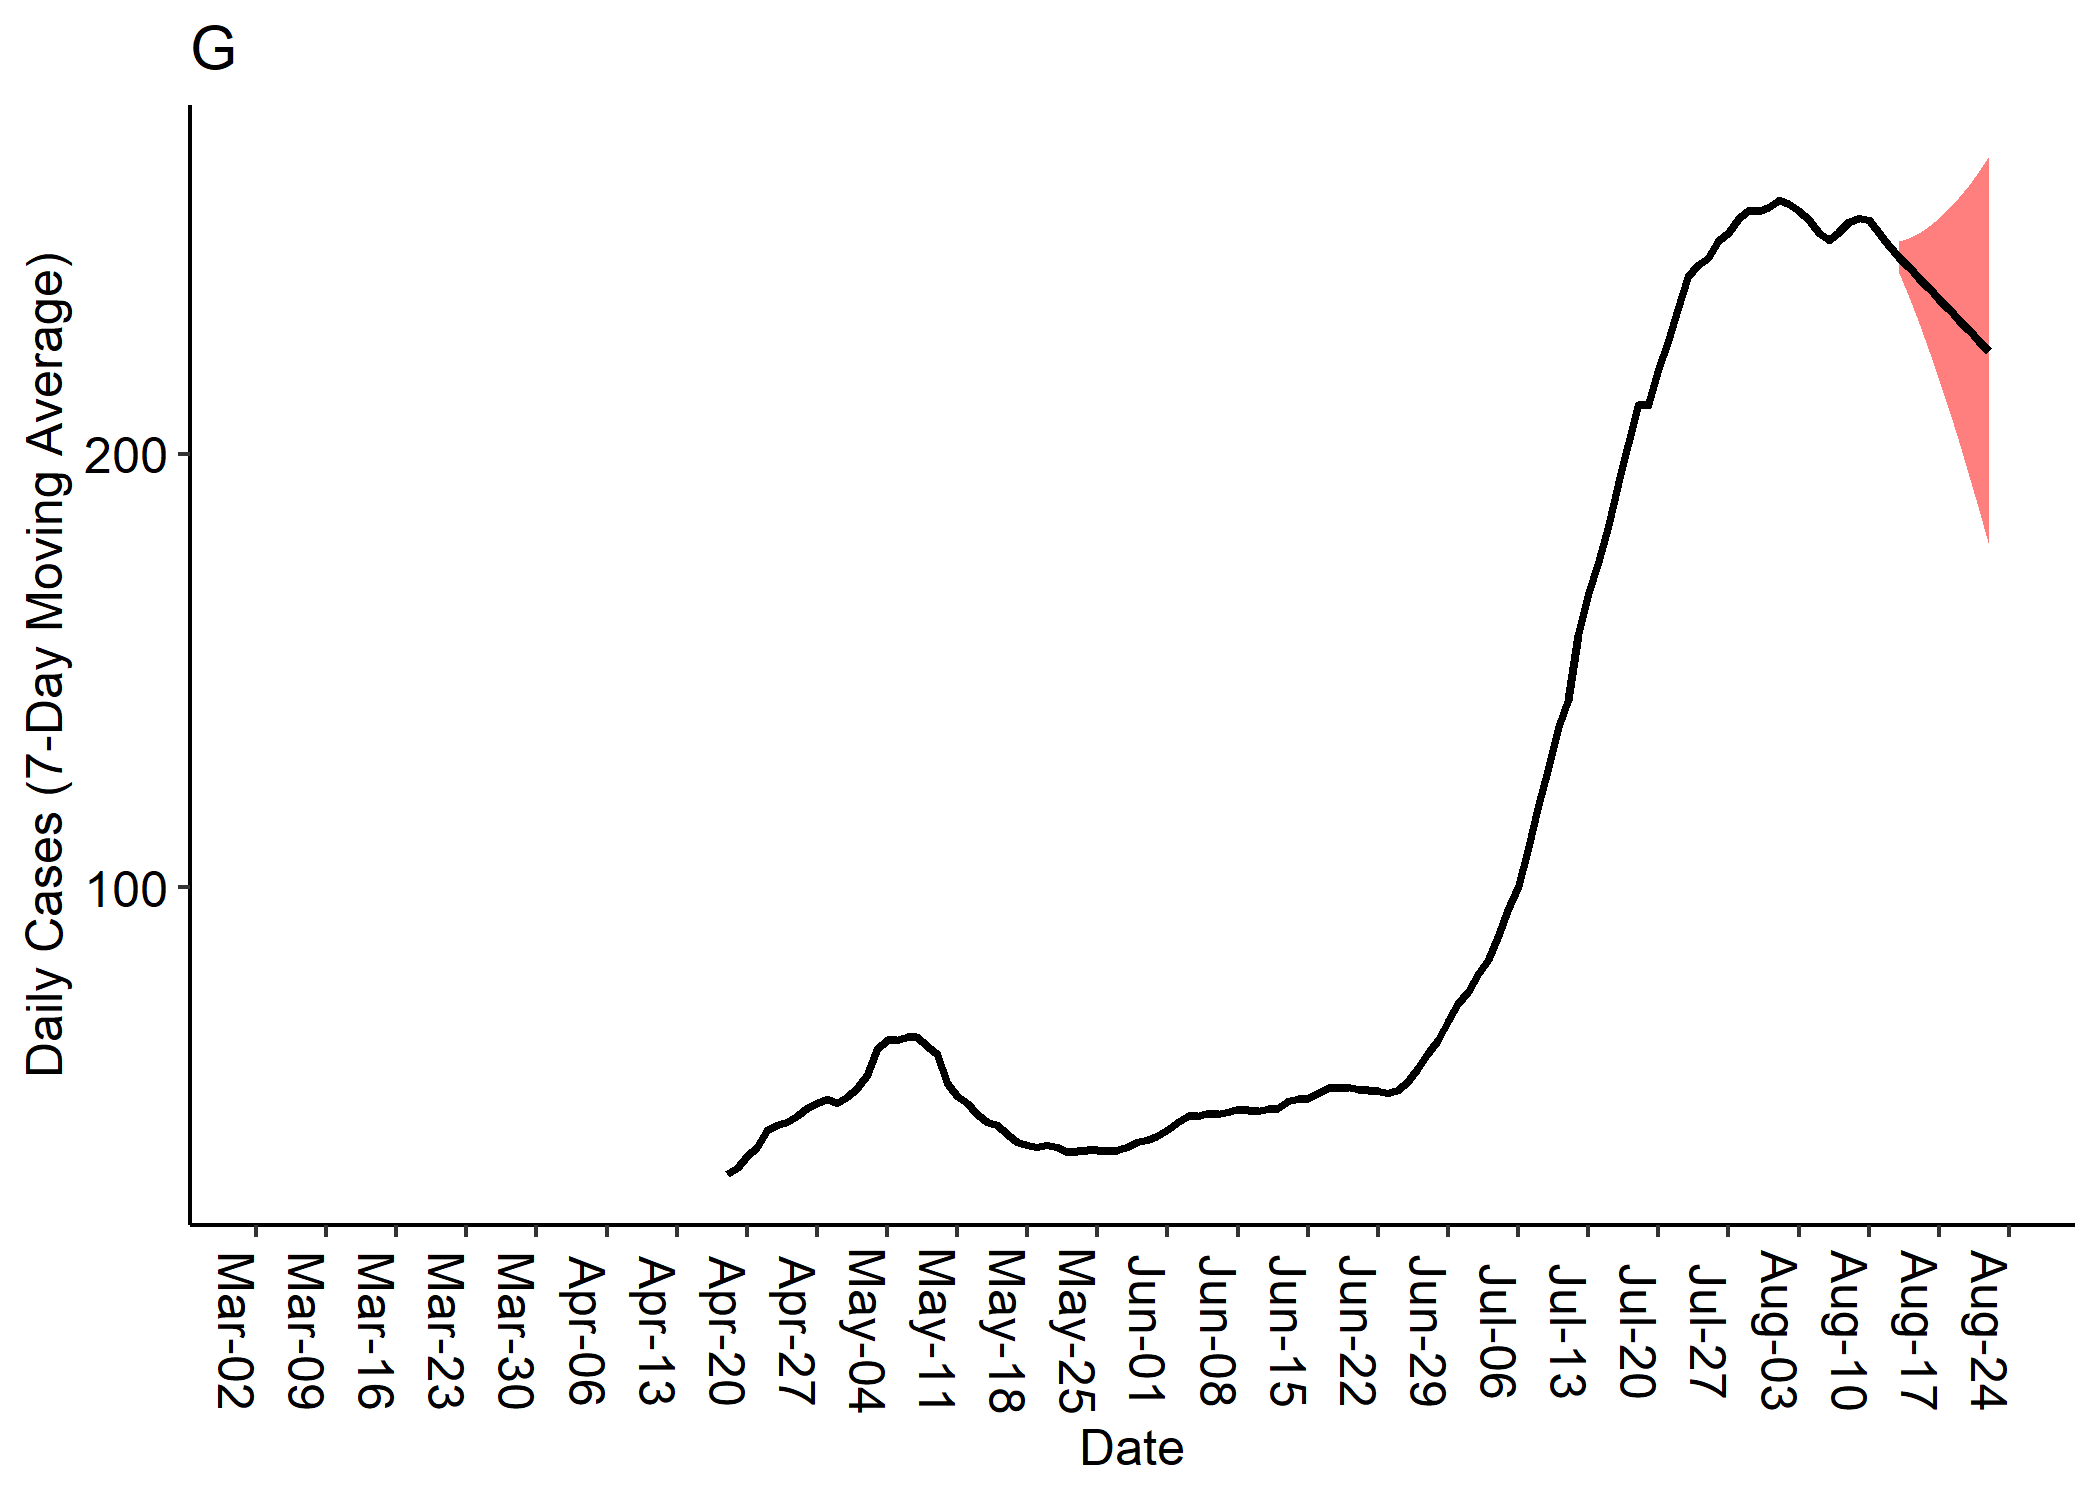 G
Daily Cases (7-Day Moving Average)
200
100
Mar-02
Mar-09
Mar-16
Mar-23
Mar-30
Apr-06
Apr-13
Apr-20
Apr-27
May-04
May-11
May-18
May-25
Jun-01
Jun-08
Jun-15
Jun-22
Jun-29
Jul-06
Jul-13
Jul-20
Jul-27
Aug-03
Aug-10
Aug-17
Aug-24
Date